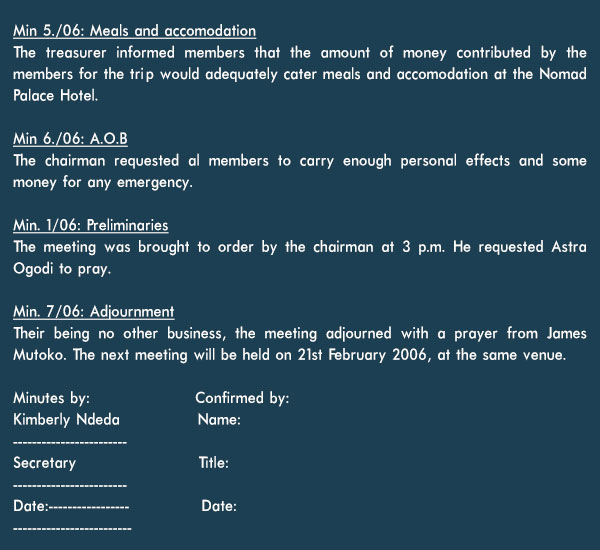 Min 5./06: Meals and accomodation
The treasurer informed members that the amount of money contributed by the
members for the trip would adequately cater meals and accomodation at the Nomad
Palace Hotel.
Min 6./06: A.O.B
The chairman requested al members to carry enough personal effects and some
money for any emergency.
Min. 1/06: Preliminaries
The meeting was brought to order by the chairman at 3 p.m. He requested Astra
Ogodi to pray.
Min. 7/06: Adjournment
Their being no other business, the meeting adjourned with a prayer from James
Mutoko. The next meeting will be held on 21st February 2006, at the same venue.
Minutes by: Confirmed by:
Kimberly Ndeda Name:
------------------------
Secretary Title:
------------------------
Date:----------------- Date:
-------------------------